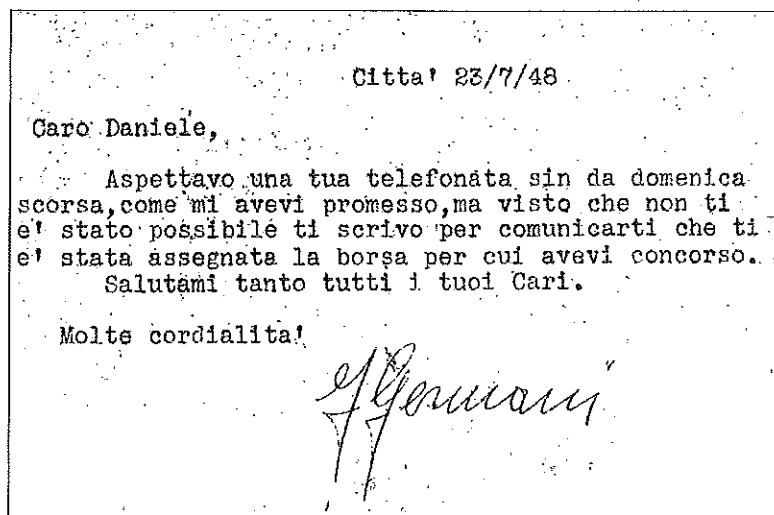 Citta' 23/7/48
Caro Daniele,
Aspettavo una tua telefonata sin da domenica
scorsa,come mi avevi promesso,ma visto che non ti
e' stato possibile ti scrivo per comunicarti che ti
e' stata assegnata la borsa per cui avevi concorso.
Salutami tanto tutti i tuoi Cari.
Molte cordialita'
Germani